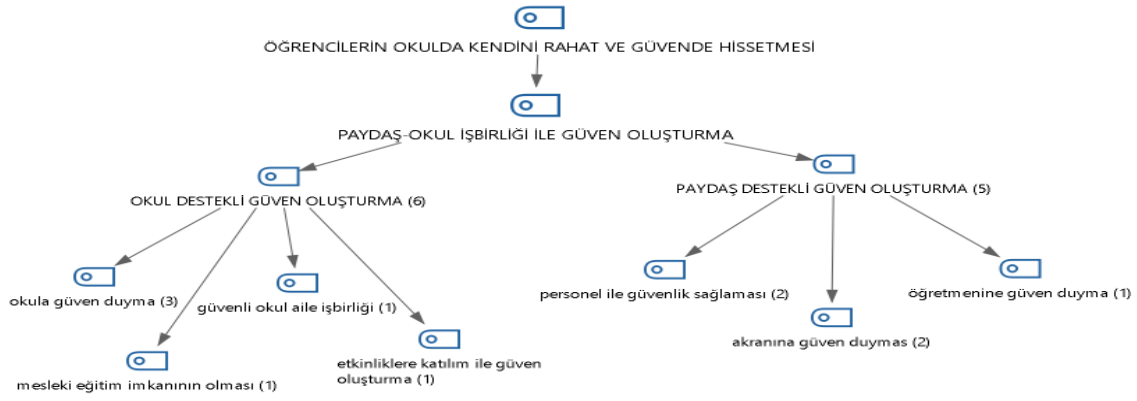 ÖĞRENCİLERİN OKULDA KENDİNİ RAHAT VE GÜVENDE HİSSETMESİ
PAYDAŞ-OKUL İŞBİRLİĞİ İLE GÜVEN OLUŞTURMA
OKUL DESTEKLİ GÜVEN OLUŞTURMA (6)
PAYDAŞ DESTEKLİ GÜVEN OLUŞTURMA (5)
okula güven duyma (3)
güvenli okul aile işbirliği (1)
mesleki eğitim imkanının olması (1)
etkinliklere katılım ile güven
oluşturma (1)
personel ile güvenlik sağlaması (2)
akranına güven duymas (2)
öğretmenine güven duyma (1)